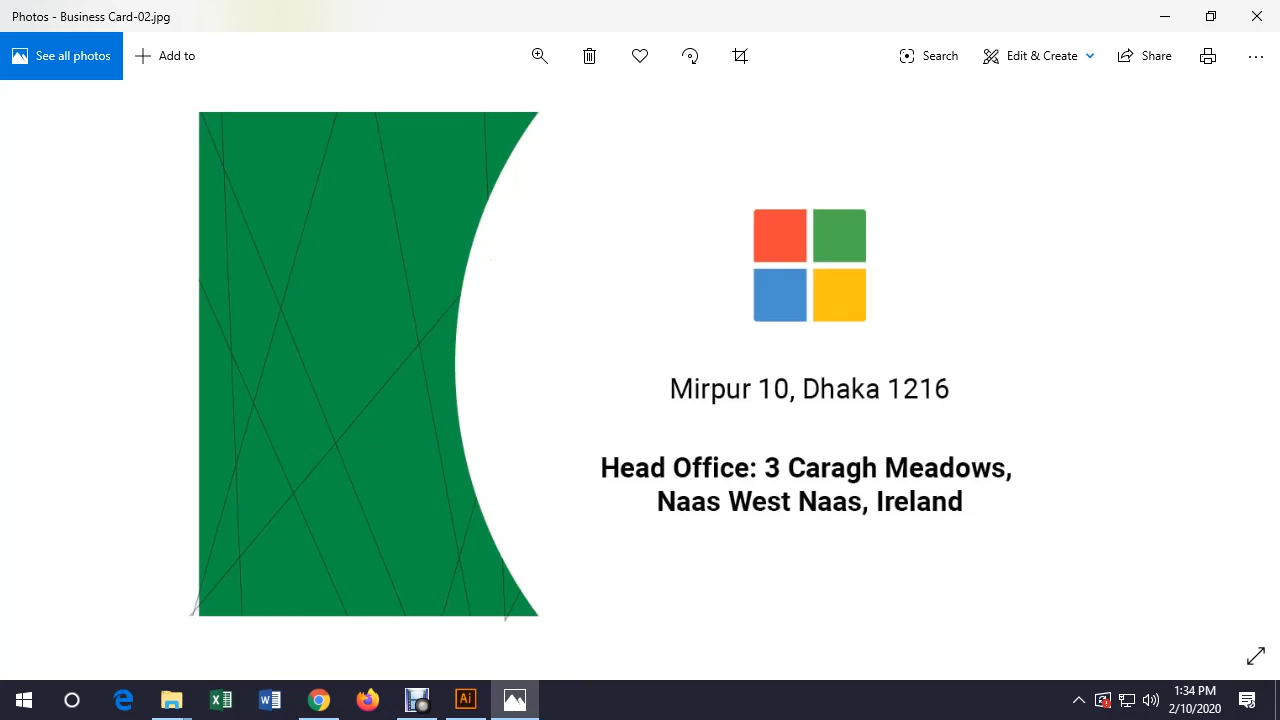 Photos - Business Card-02.jpg
See all photos
Add to
Search
Edit & Create
Share
Mirpur 10, Dhaka 1216
Head Office: 3 Caragh Meadows,
Naas West Naas, Ireland
Ai
1:34 PM
2/10/2020